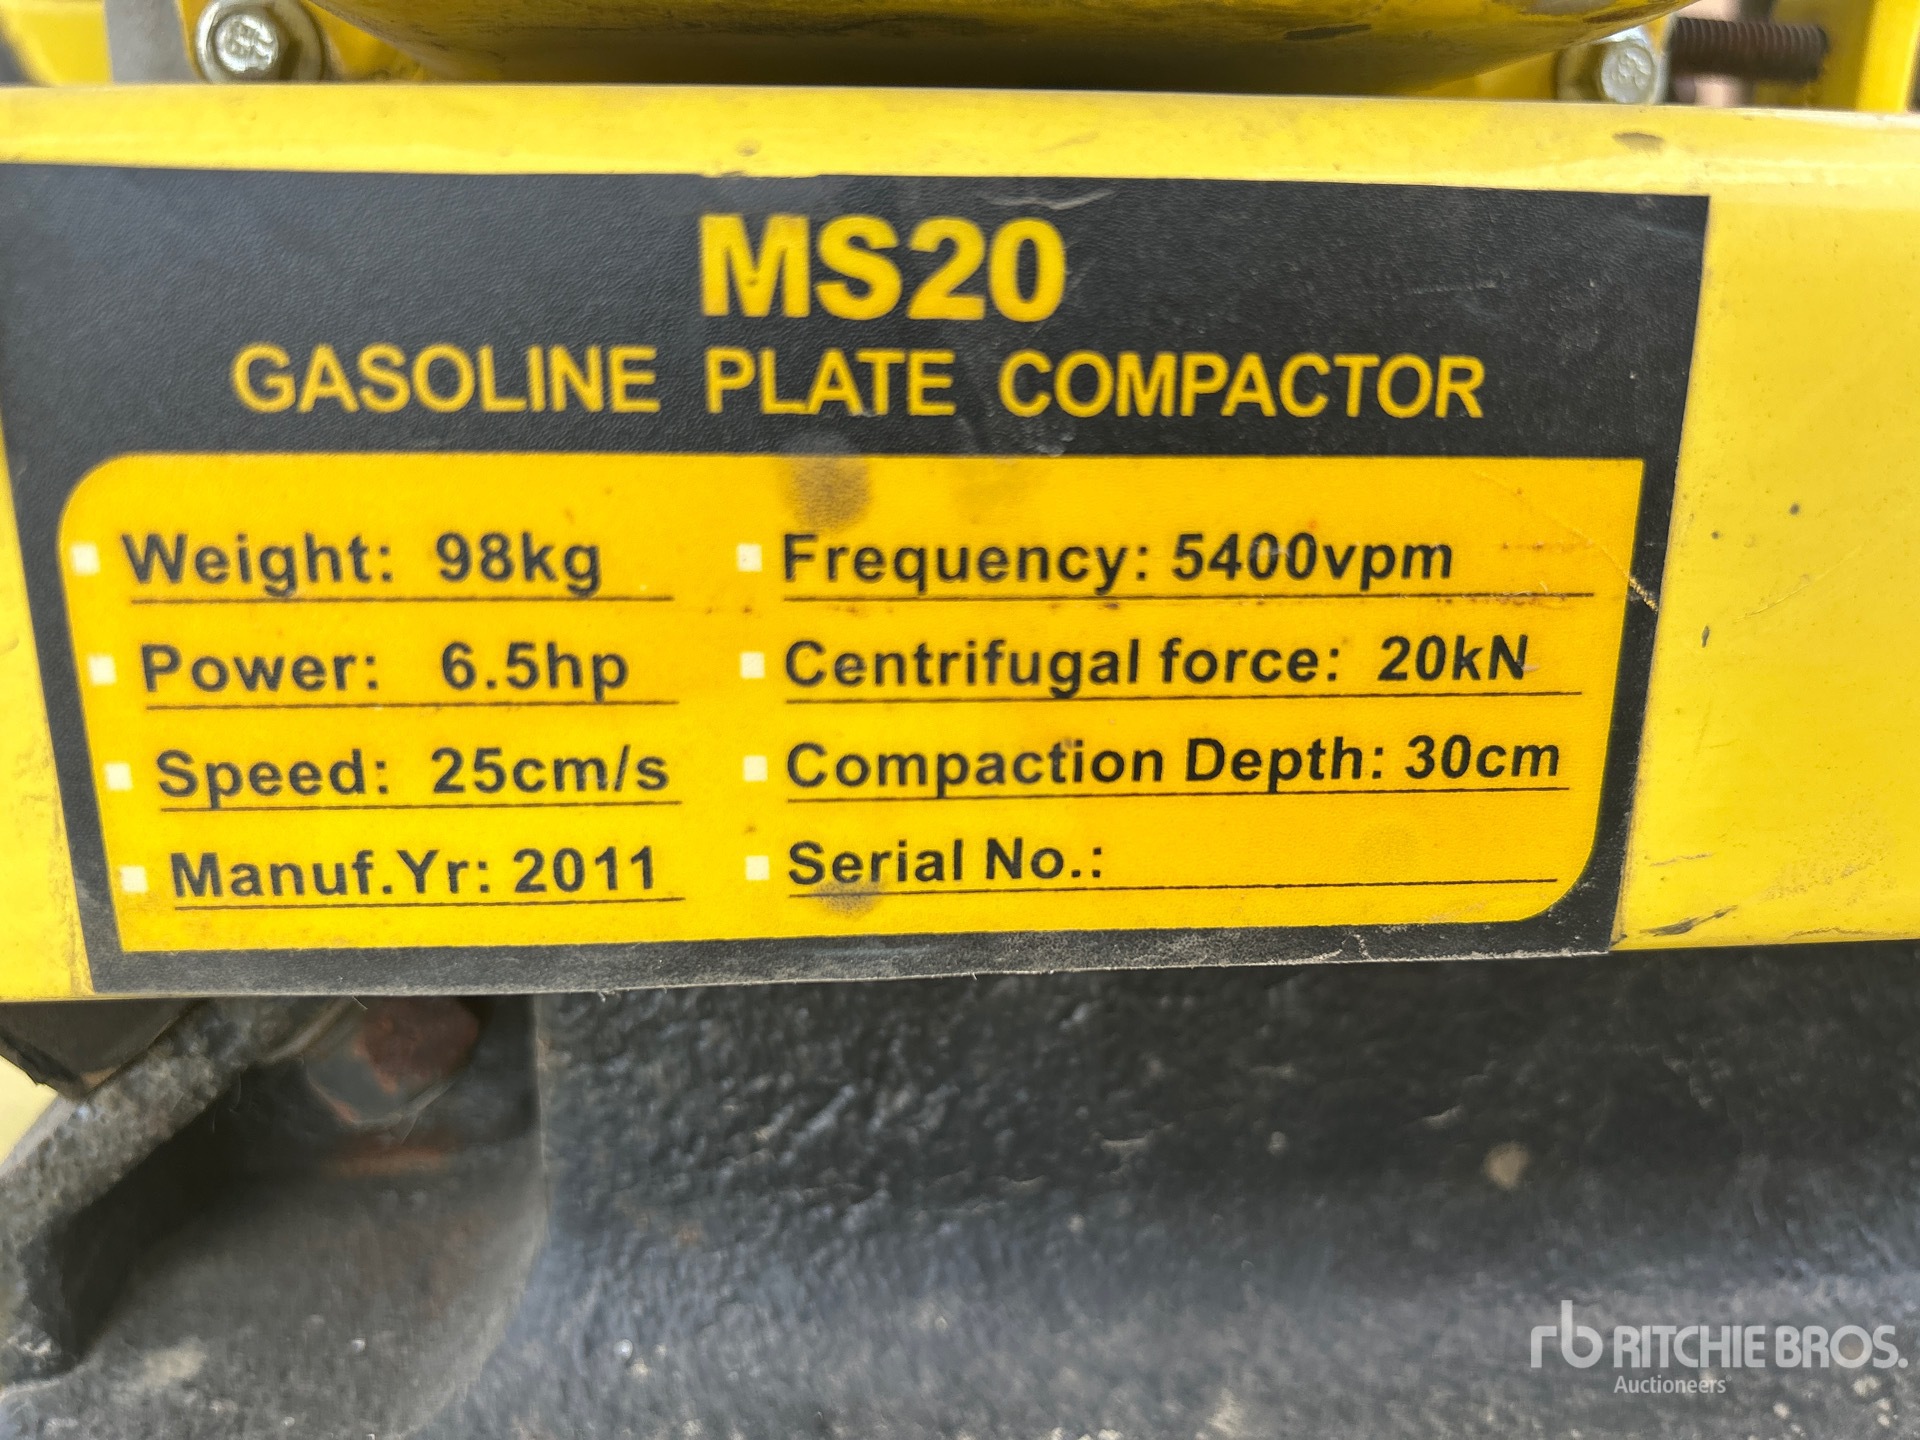 MS20
GASOLINE PLATE COMPACTOR
Weight: 98kg
Frequency: 5400vpm
Power: 6.5hp
Centrifugal force: 20kN
Speed: 25cm/s
Compaction Depth: 30cm
Manuf.Yr: 2011
Serial No.:
rb RITCHIE BROS.
Auctioneers